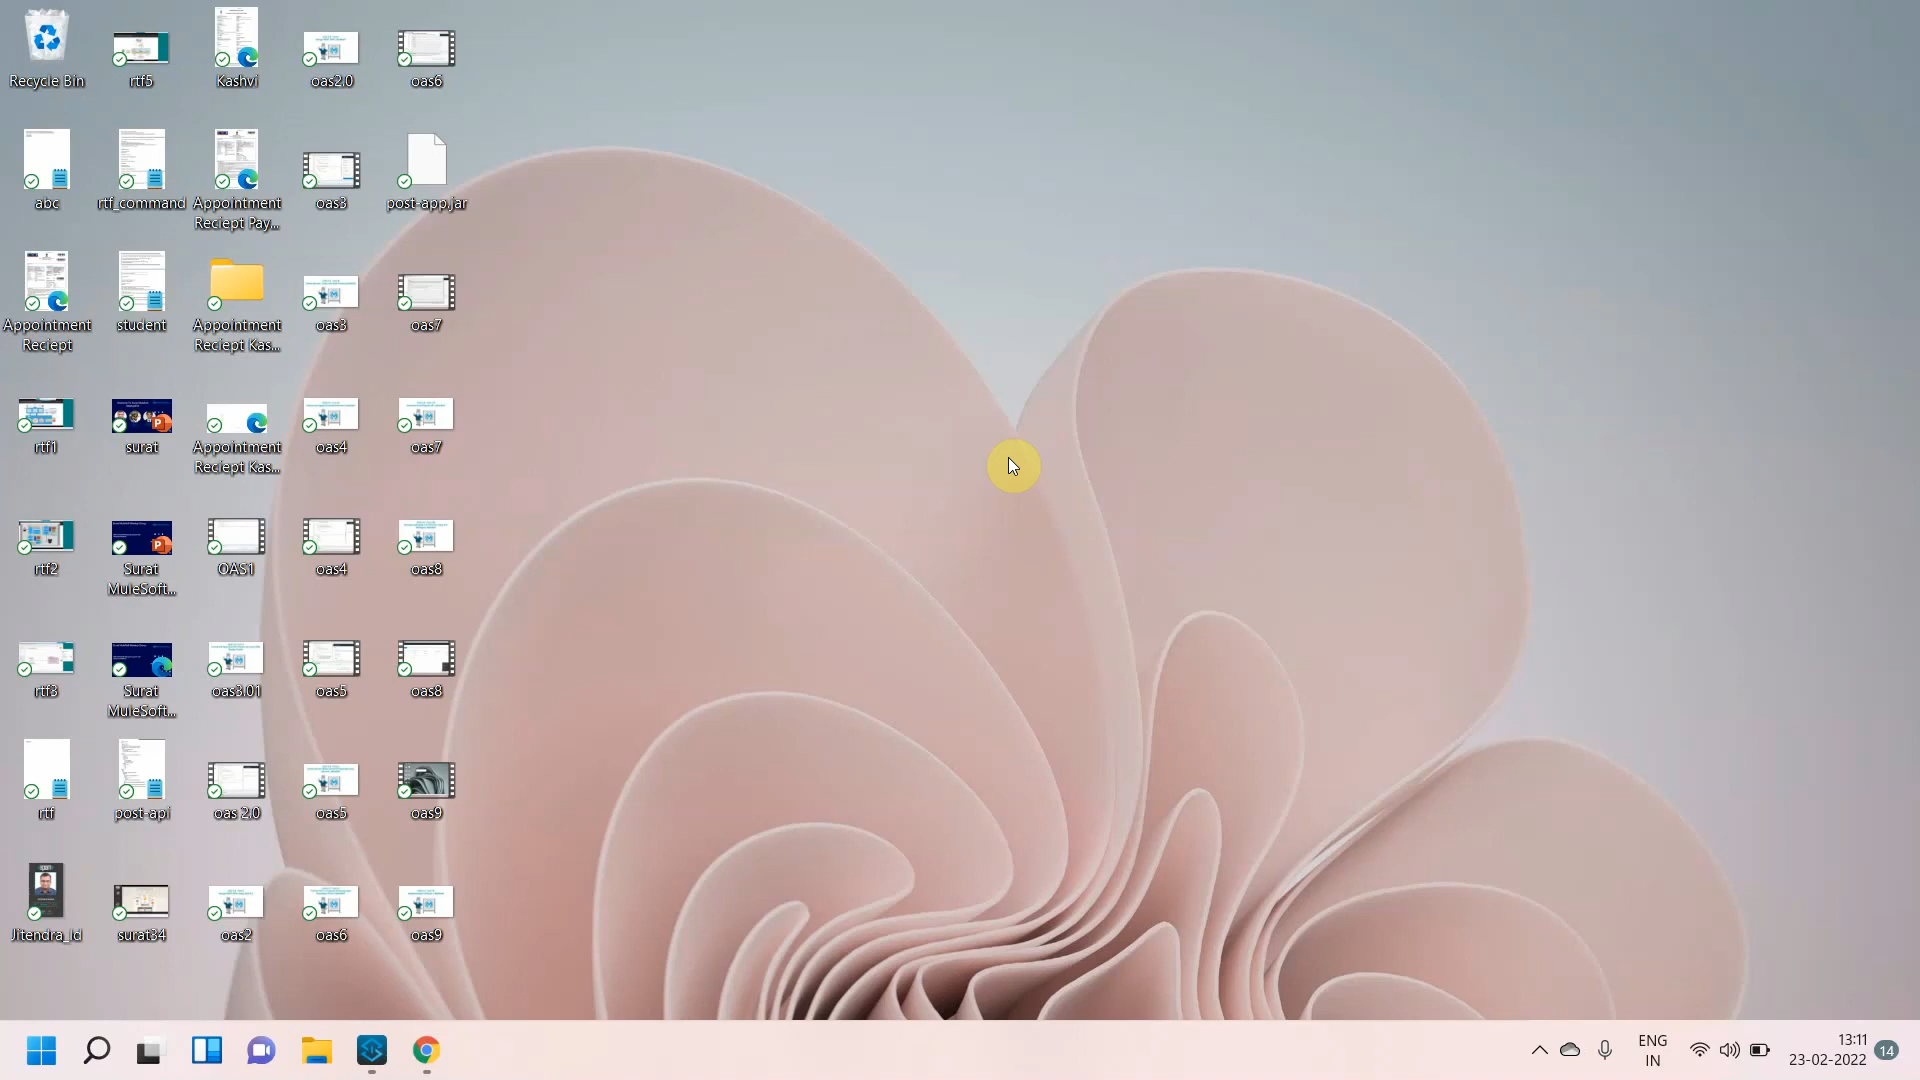 Recycle Bin
rtf5
Kashvi
oas2.0
oas6
abc
rtf_command
Appointment
Reciept Pay...
oas3
post-app.jar
Appointment
Reciept
student
Appointment
Reciept Kas...
oas3
oas7
rtf1
surat
Appointment
Reciept Kas...
oas4
oas7
rtf2
Surat
MuleSoft...
OAS1
oas4
oas8
rtf3
Surat
MuleSoft...
oas3.01
oas5
oas8
rtf
post-api
oas 2.0
oas5
oas9
Jitendra_Id
surat34
oas2
oas6
oas9
ENG
IN
13:11
23-02-2022
14